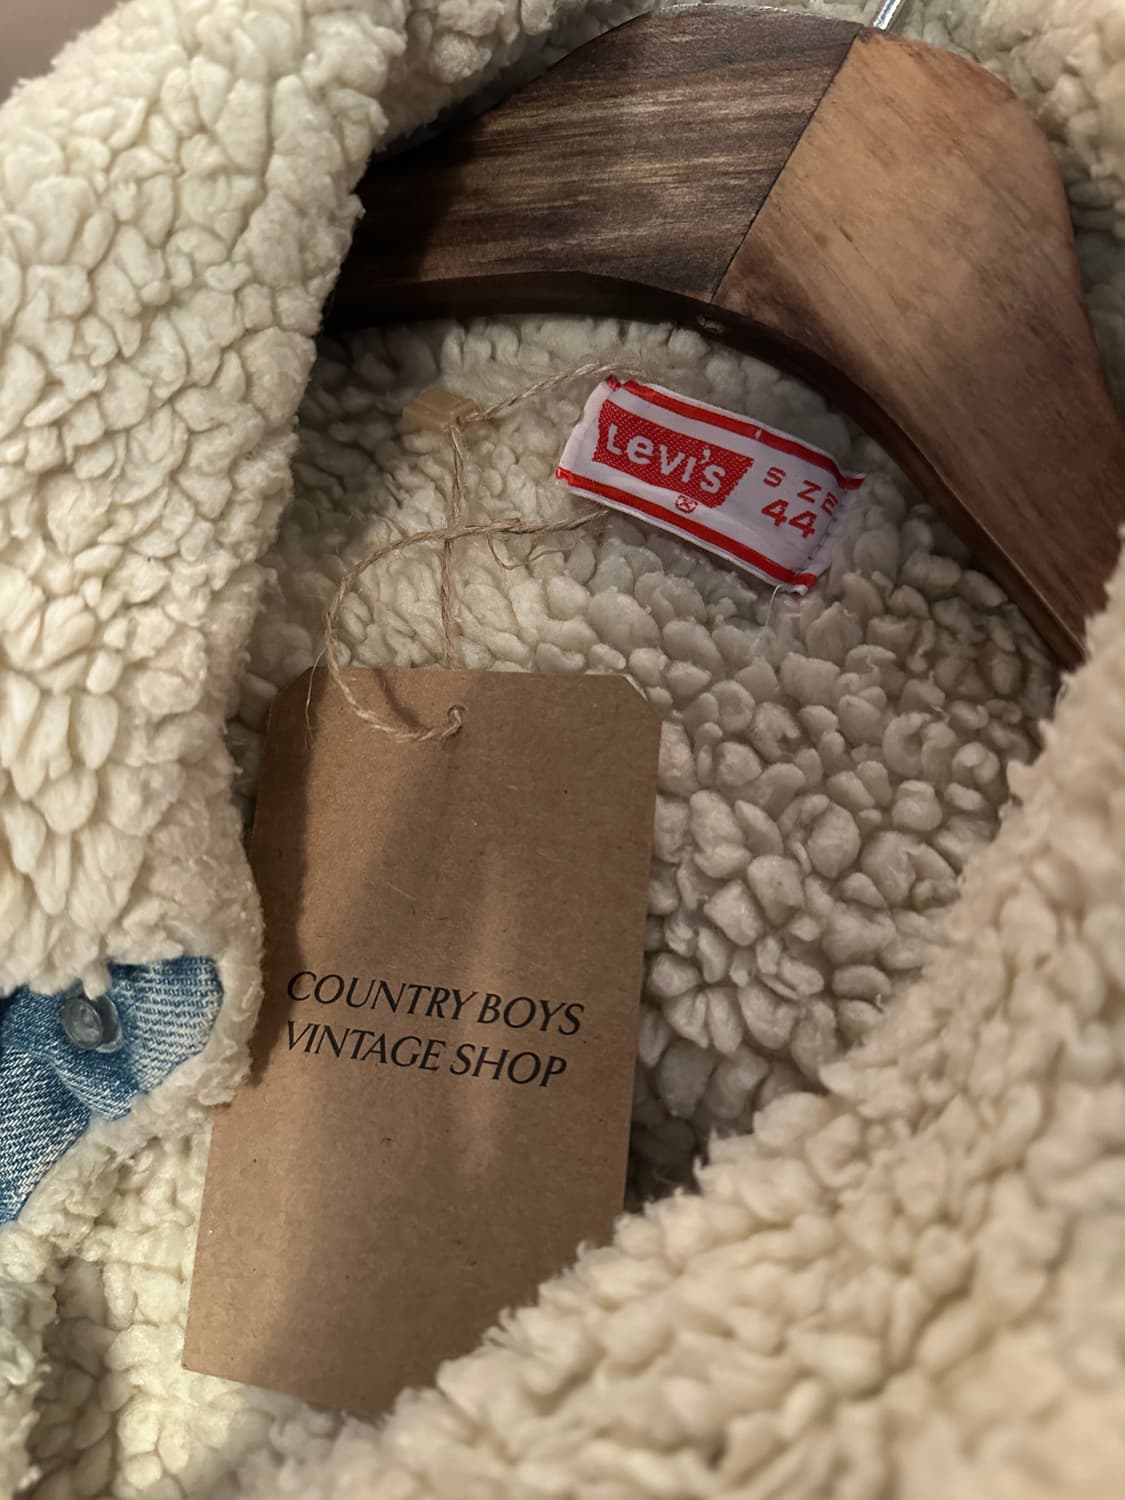 Levi's
SIZE
44
COUNTRY BOYS
VINTAGE SHOP